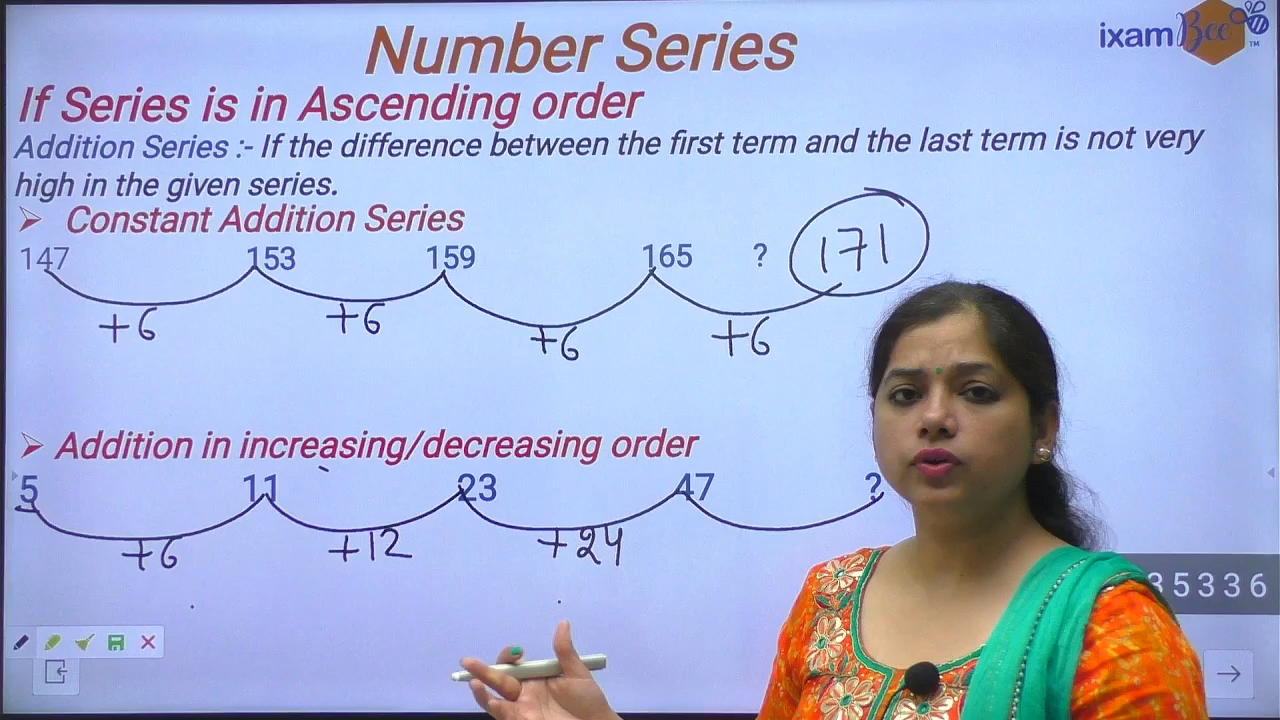 Number Series
ixamBee™
If Series is in Ascending order
Addition Series :- If the difference between the first term and the last term is not very
high in the given series.
➢ Constant Addition Series
147 153 159 165 ? 171
+6 +6 +6 +6
➢ Addition in increasing/decreasing order
5 11 23 47 ?
+6 +12 +24
35336